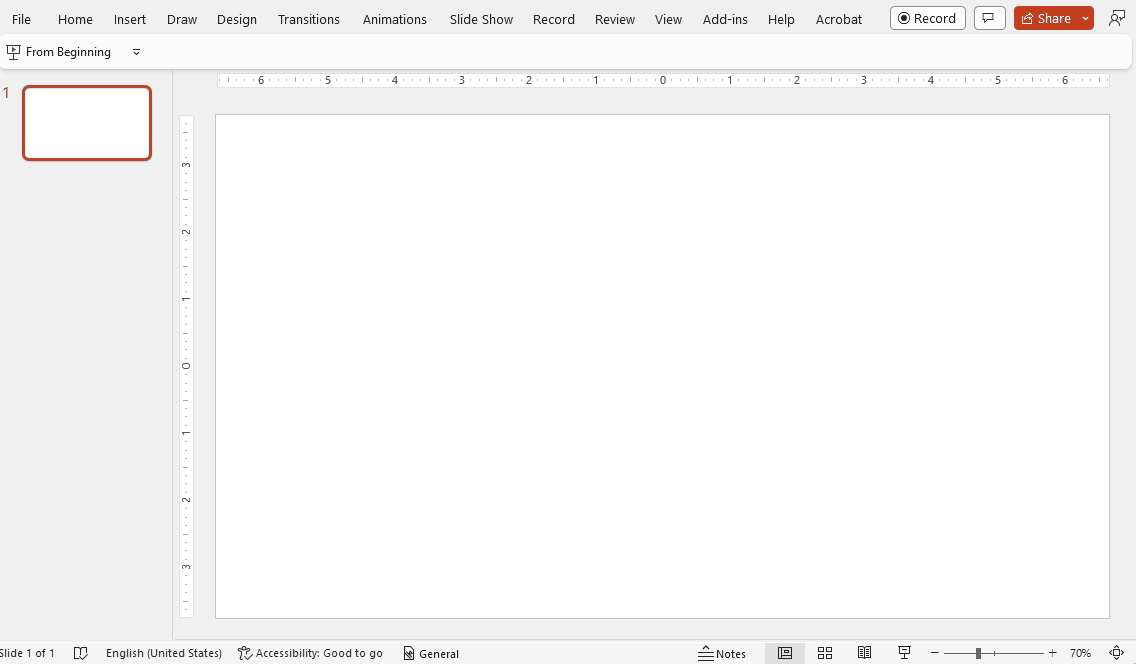 File Home Insert Draw Design Transitions Animations Slide Show Record Review View Add-ins Help Acrobat Record Share
From Beginning
6 5 4 3 2 1 0 1 2 3 4 5 6
1
3
2
1
0
1
2
3
Slide 1 of 1 English (United States) Accessibility: Good to go General Notes 70%